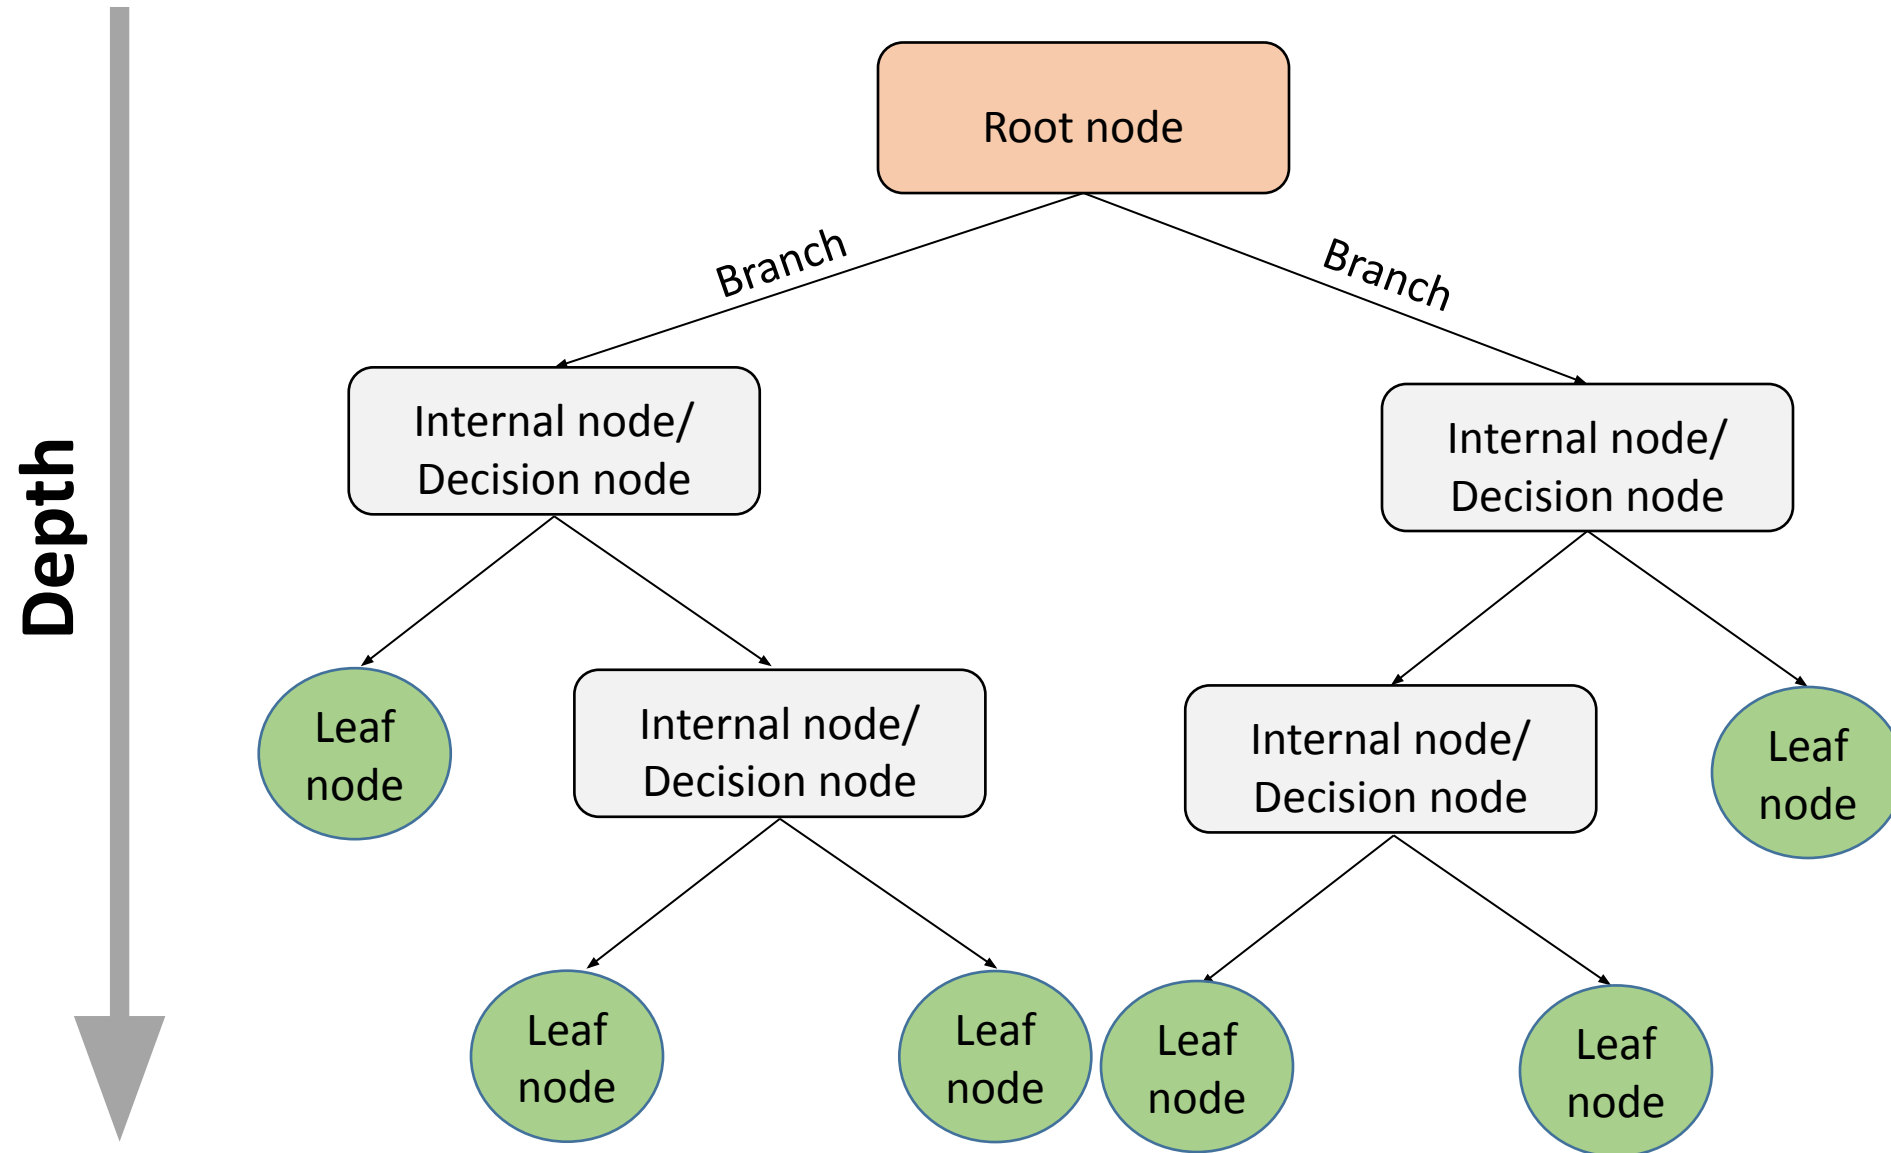 Root node
Branch
Branch
Depth
Internal node/
Decision node
Internal node/
Decision node
Leaf
node
Internal node/
Decision node
Internal node/
Decision node
Leaf
node
Leaf
node
Leaf
node
Leaf
node
Leaf
node